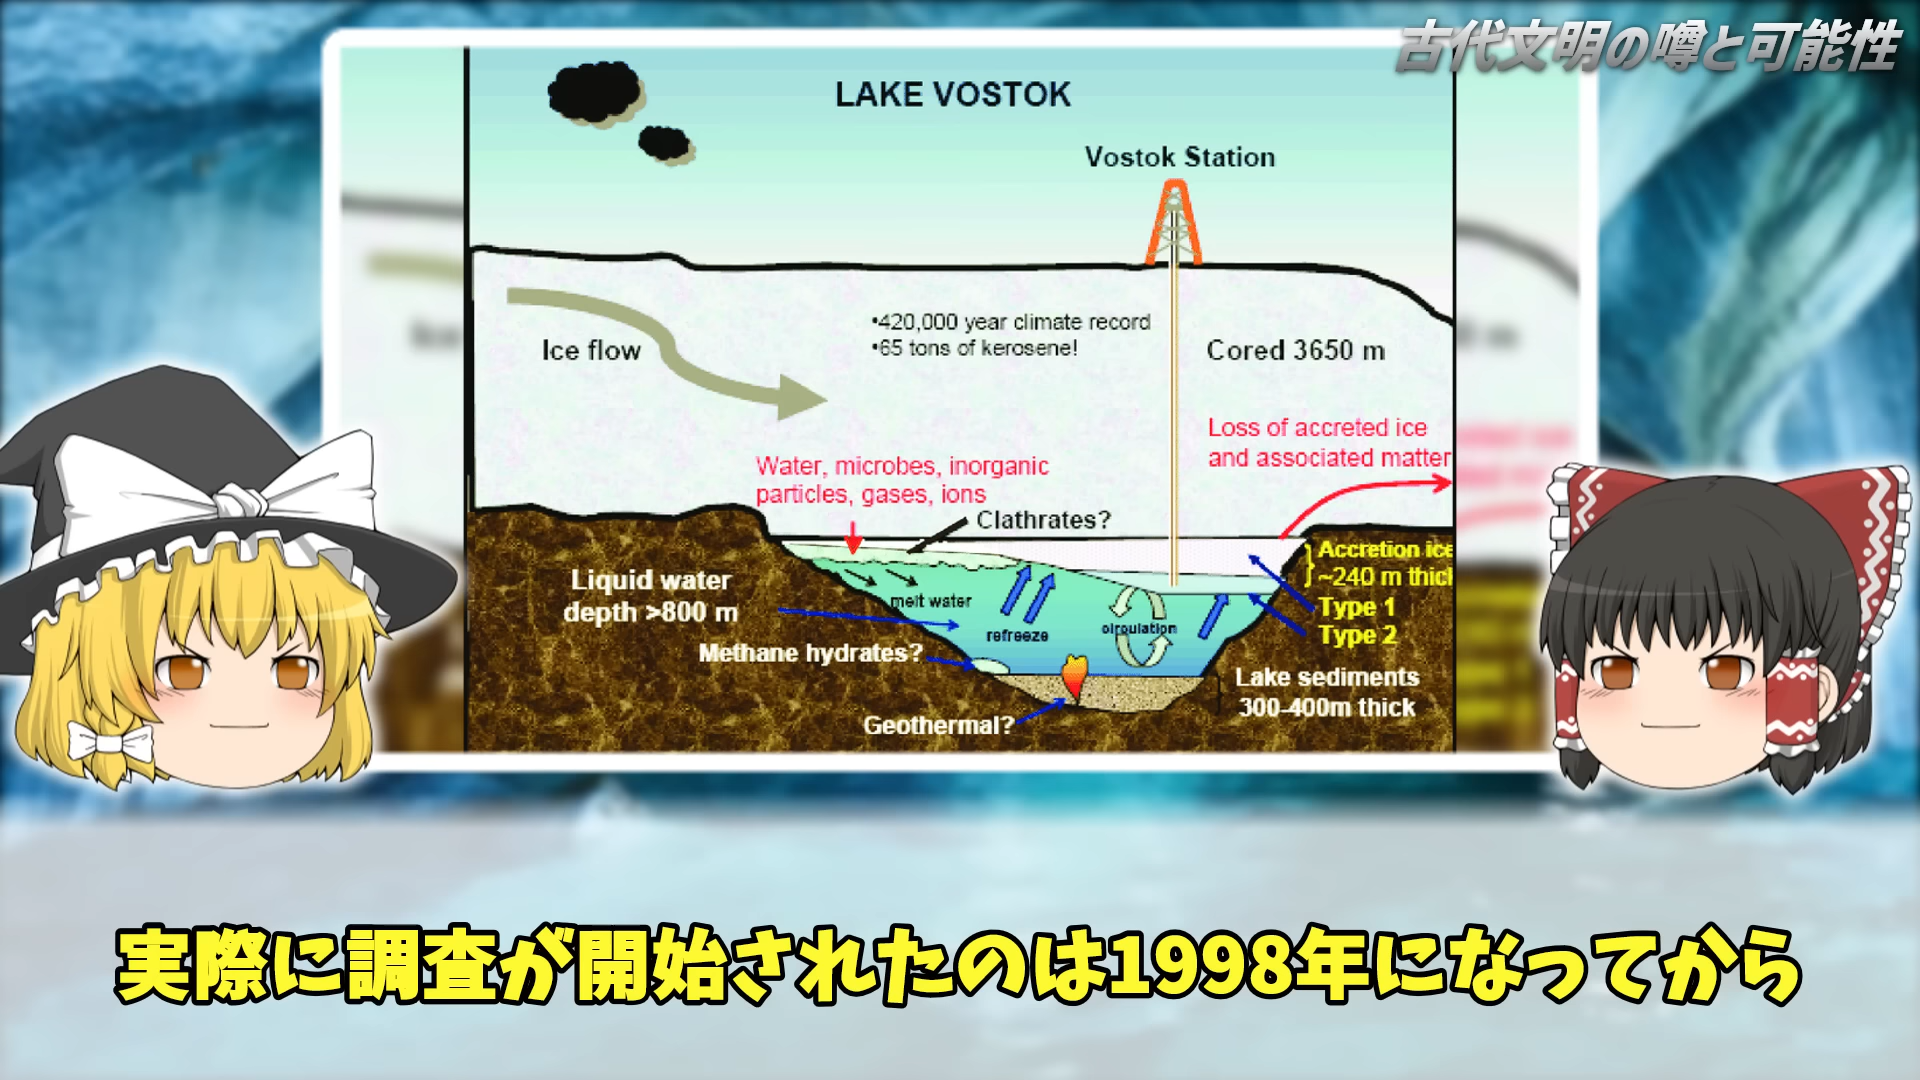 古代文明の噂と可能性
LAKE VOSTOK
Vostok Station
•420,000 year climate record
•65 tons of kerosene!
Ice flow
Cored 3650 m
Loss of accreted ice
and associated matter
Water, microbes, inorganic
particles, gases, ions
Clathrates?
Accretion ice
~240 m thick
Type 1
Type 2
Liquid water
depth >800 m
melt water
refreeze
circulation
Methane hydrates?
Geothermal?
Lake sediments
300-400m thick
実際に調査が開始されたのは1998年になってから